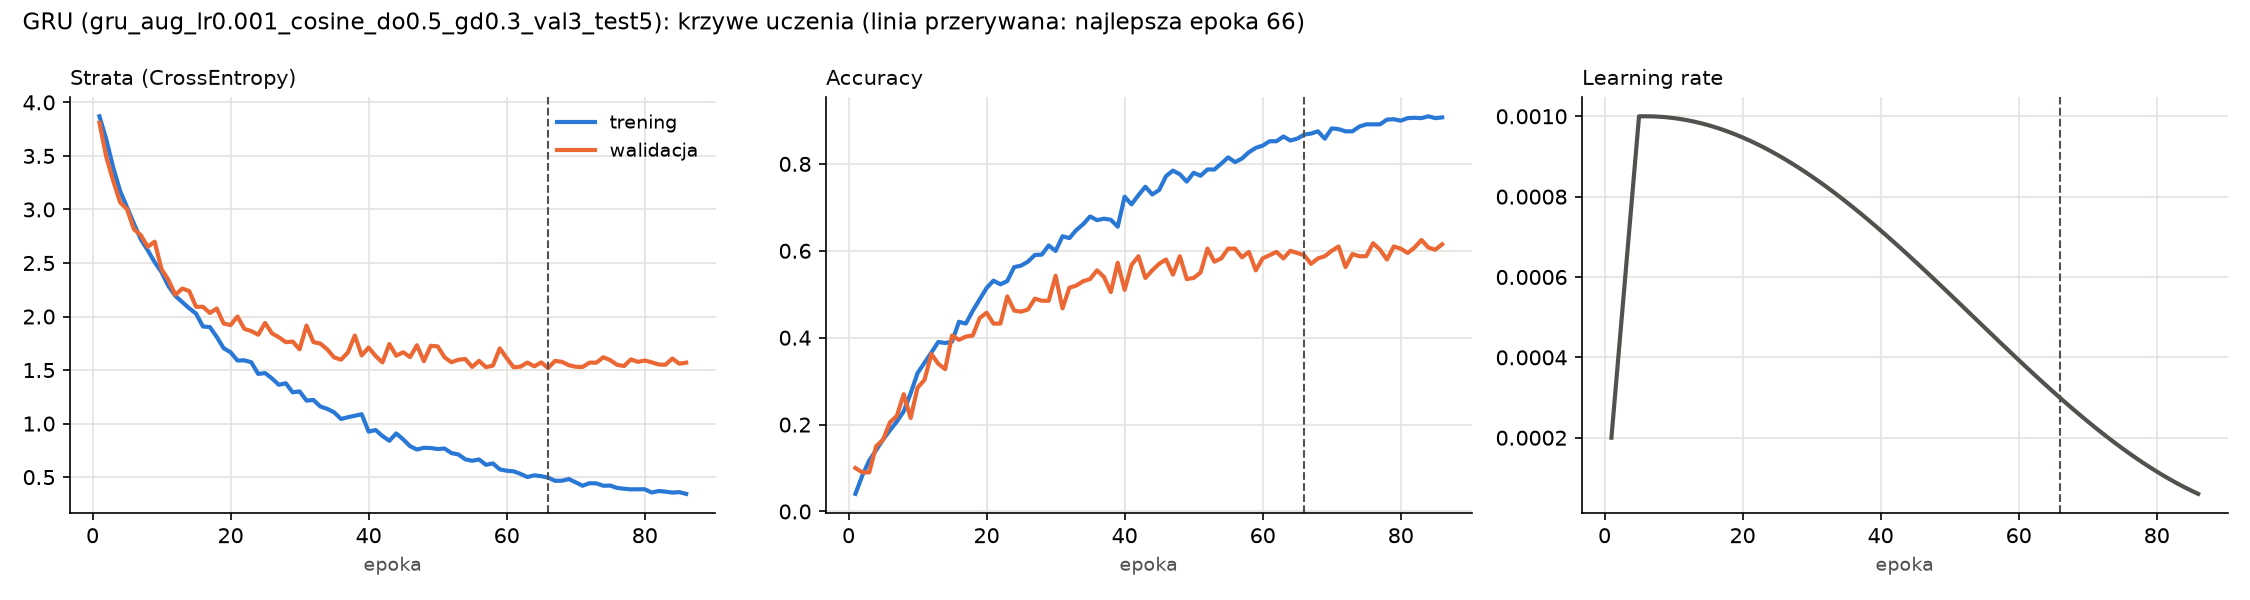 GRU (gru_aug_lr0.001_cosine_do0.5_gd0.3_val3_test5): krzywe uczenia (linia przerywana: najlepsza epoka 66)
Strata (CrossEntropy)
4.0
3.5
3.0
2.5
2.0
1.5
1.0
0.5
trening
walidacja
0 20 40 60 80
epoka
Accuracy
0.8
0.6
0.4
0.2
0.0
0 20 40 60 80
epoka
Learning rate
0.0010
0.0008
0.0006
0.0004
0.0002
0 20 40 60 80
epoka